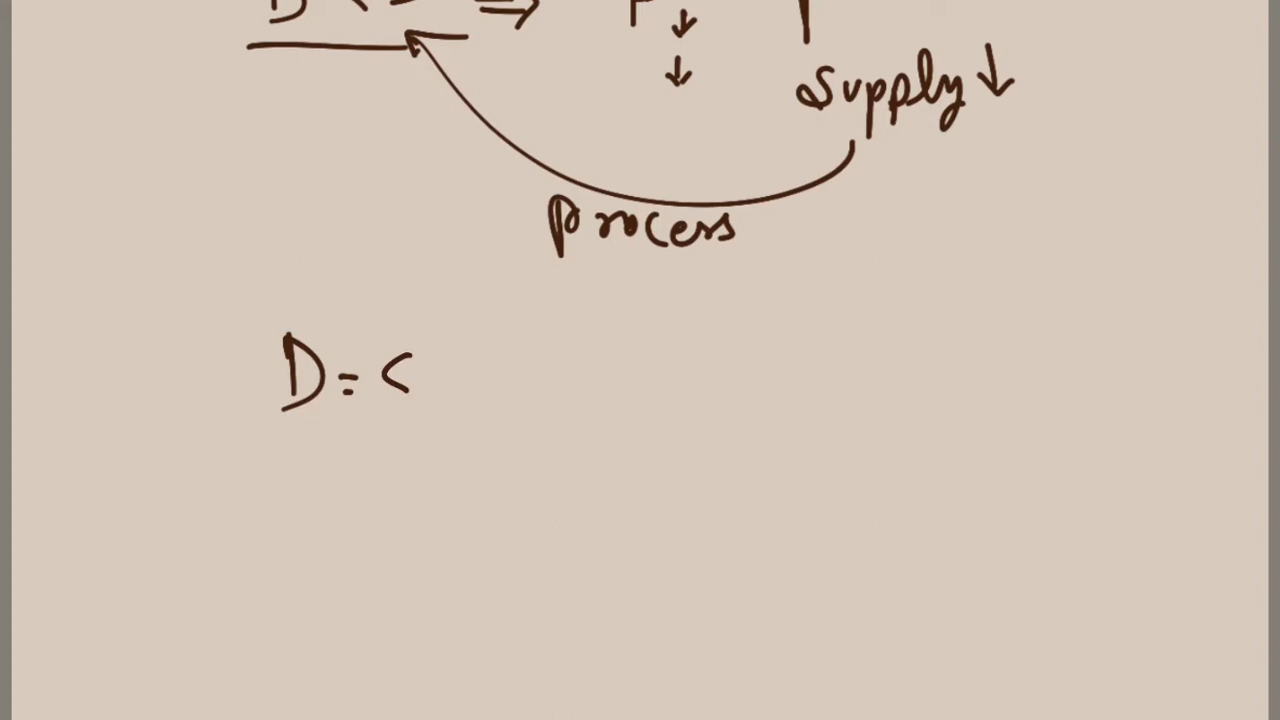 D < ⇒ P ↓
↓ Supply ↓
Process
D =